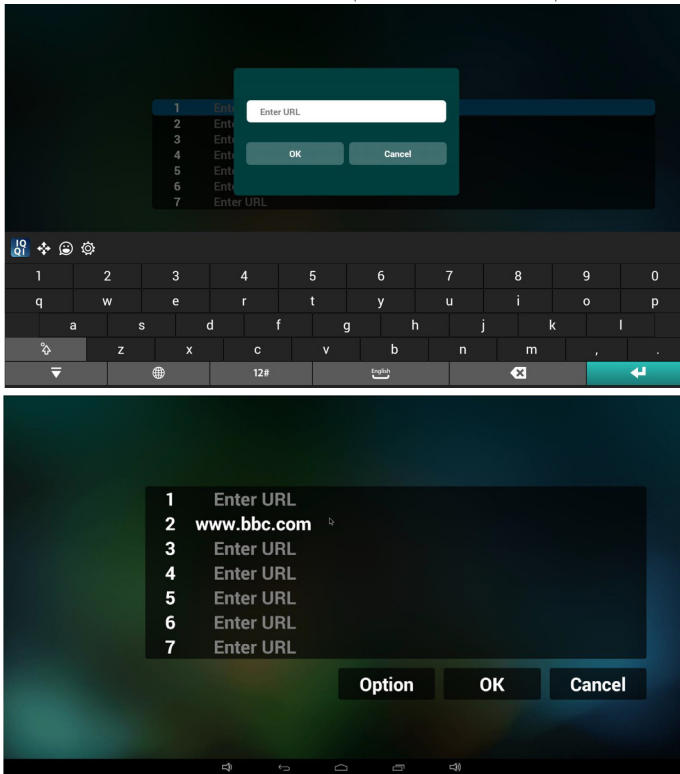 Enter URL
OK Cancel
1 Ente
2 Ente
3 Ente
4 Ente
5 Ente
6 Ente
7 Enter URL
IQ
QI
1 2 3 4 5 6 7 8 9 0
q w e r t y u i o p
a s d f g h j k l
z x c v b n m , .
12# English
1 Enter URL
2 www.bbc.com
3 Enter URL
4 Enter URL
5 Enter URL
6 Enter URL
7 Enter URL
Option OK Cancel